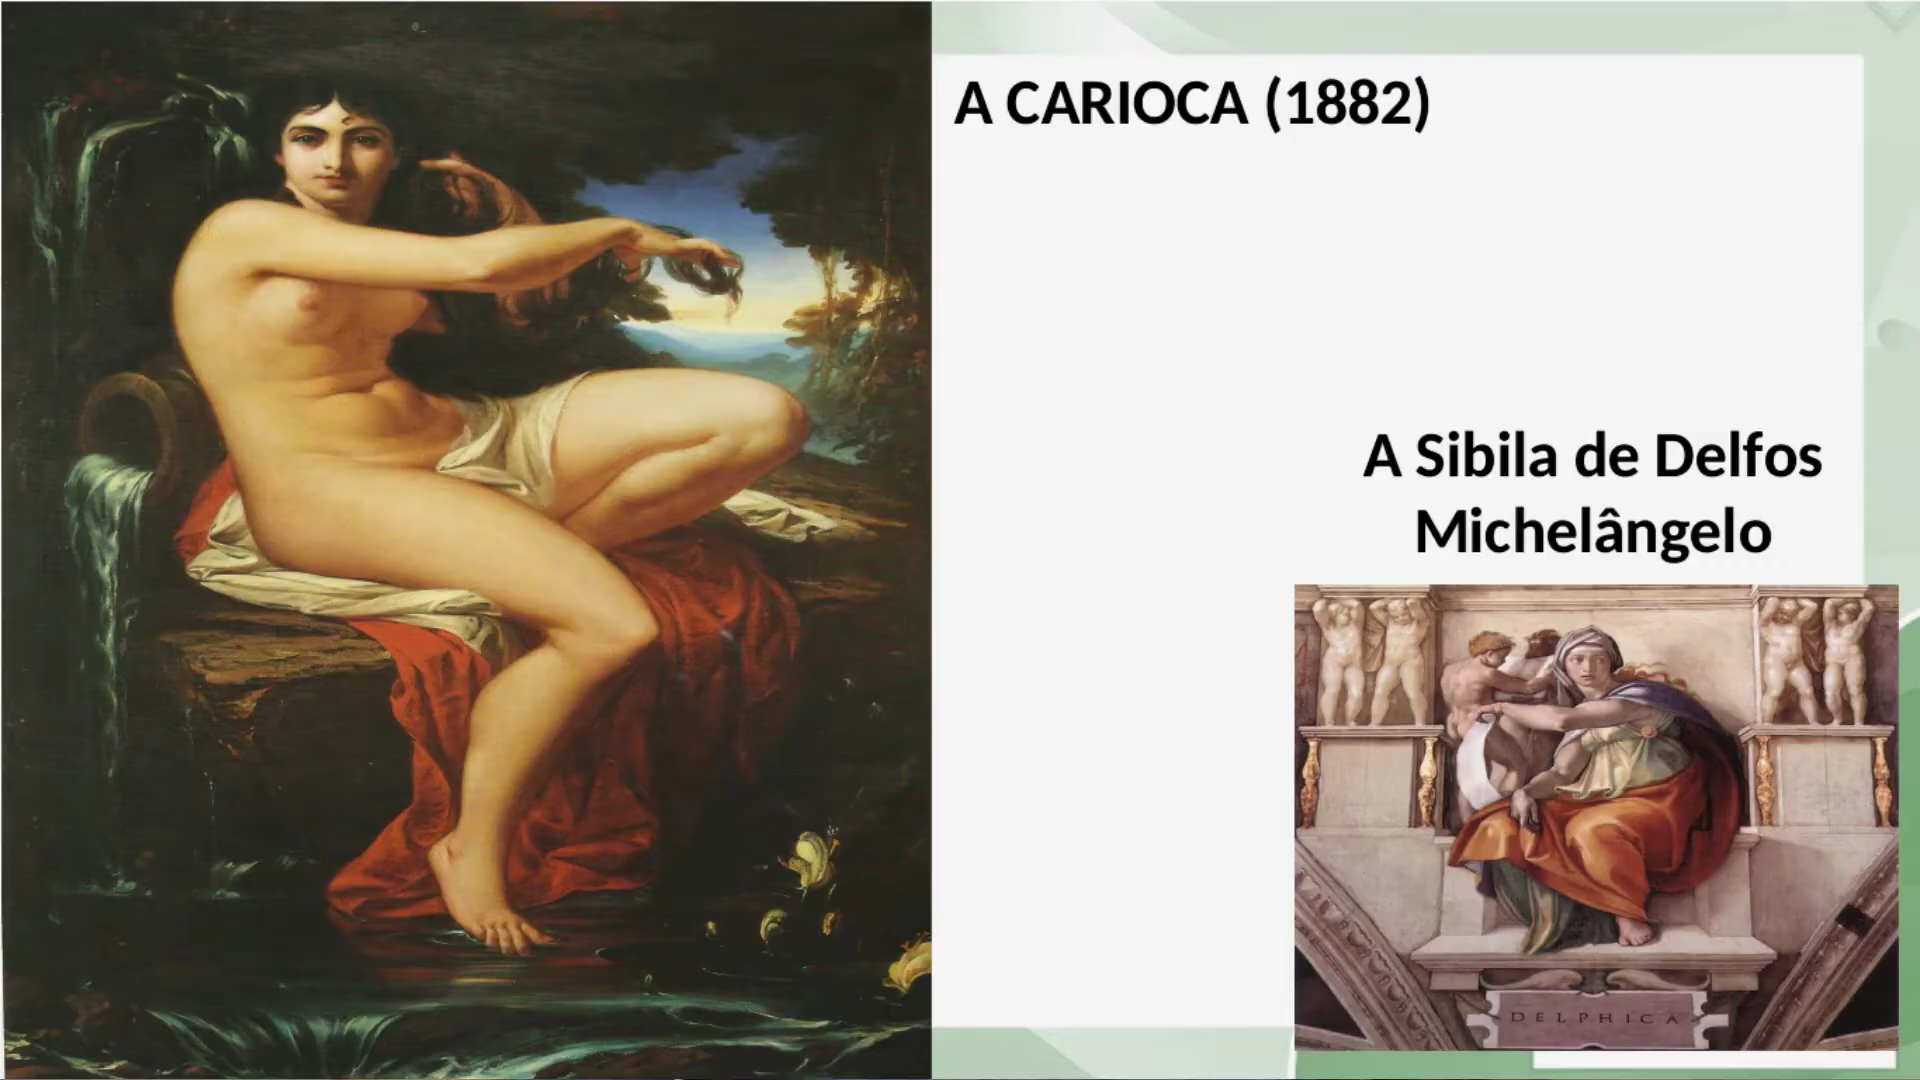 A CARIOCA (1882)
A Sibila de Delfos
Michelângelo
DELPHICA